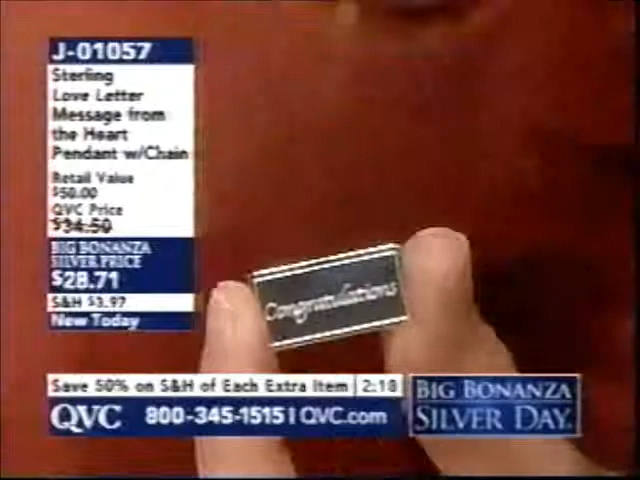 J-01057
Sterling
Love Letter
Message from
the Heart
Pendant w/Chain
Retail Value
$50.00
QVC Price
$34.50
BIG BONANZA
SILVER PRICE
$28.71
S&H $3.97
New Today
Congratulations
Save 50% on S&H of Each Extra Item 2:18
QVC 800-345-1515 | QVC.com
BIG BONANZA
SILVER DAY